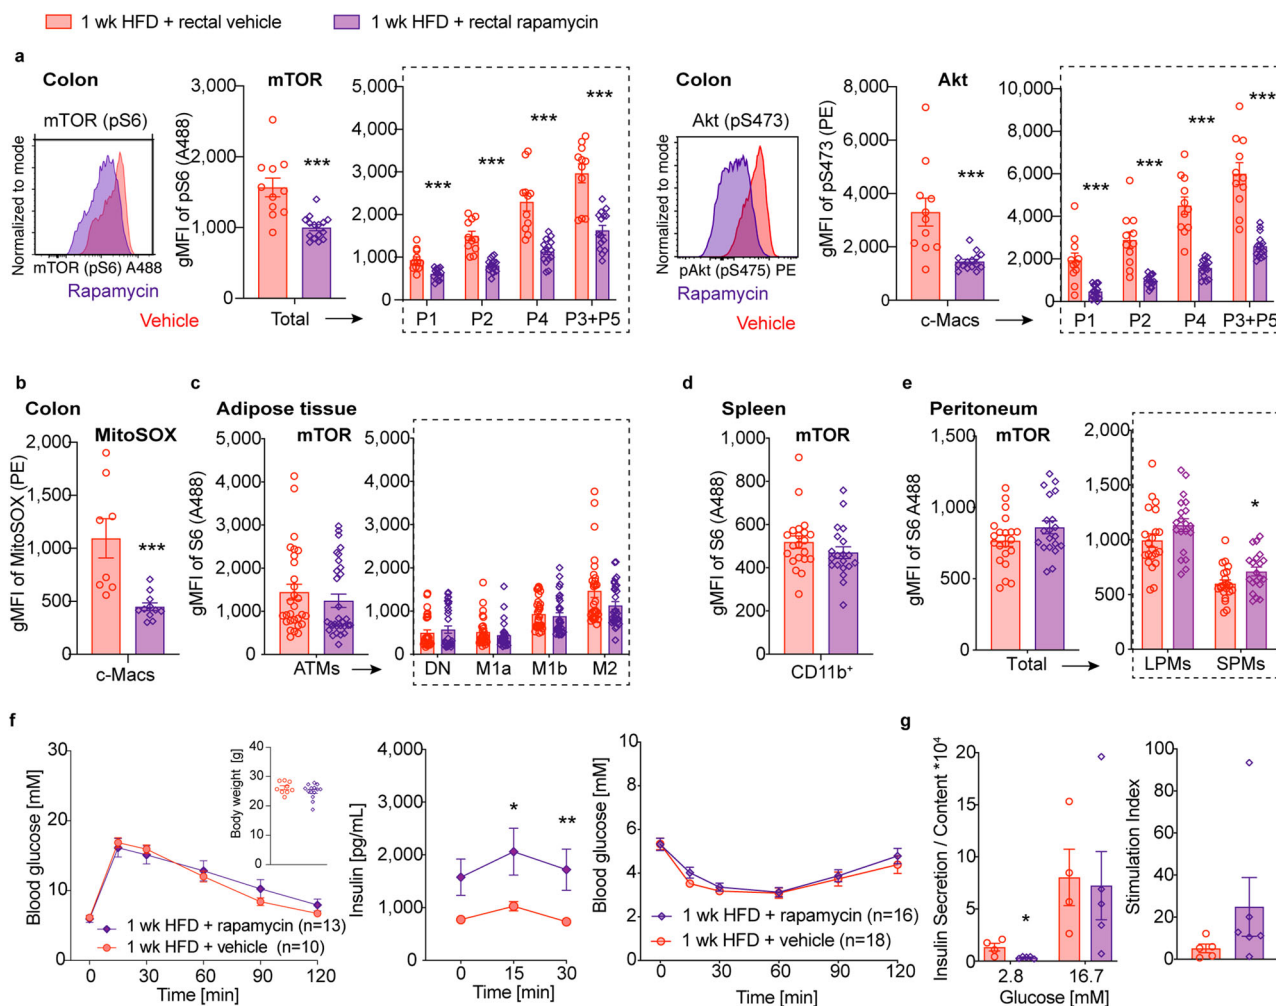 1 wk HFD + rectal vehicle
1 wk HFD + rectal rapamycin
a
Colon
mTOR (pS6)
Normalized to mode
mTOR (pS6) A488
Rapamycin
Vehicle
mTOR
gMFI of pS6 (A488)
3,000
2,000
1,000
0
***
Total
5,000
4,000
3,000
2,000
1,000
0
***
***
***
***
P1
P2
P4
P3+P5
Colon
Akt (pS473)
Normalized to mode
pAkt (pS475) PE
Rapamycin
Vehicle
Akt
gMFI of pS473 (PE)
8,000
6,000
4,000
2,000
0
***
c-Macs
10,000
8,000
6,000
4,000
2,000
0
***
***
***
***
P1
P2
P4
P3+P5
b
Colon
MitoSOX
gMFI of MitoSOX (PE)
2,000
1,500
1,000
500
0
***
c-Macs
c
Adipose tissue
mTOR
gMFI of S6 (A488)
5,000
4,000
3,000
2,000
1,000
0
ATMs
5,000
4,000
3,000
2,000
1,000
0
DN
M1a
M1b
M2
d
Spleen
mTOR
gMFI of S6 (A488)
1,000
800
600
400
200
0
CD11b⁺
e
Peritoneum
mTOR
gMFI of S6 A488
1,500
1,000
500
0
Total
2,000
1,500
1,000
500
0
*
LPMs
SPMs
f
Blood glucose [mM]
30
20
10
0
Body weight [g]
40
30
20
10
0
1 wk HFD + rapamycin (n=13)
1 wk HFD + vehicle (n=10)
0
30
60
90
120
Time [min]
Insulin [pg/mL]
4,000
3,000
2,000
1,000
0
*
**
0
15
30
Time [min]
Blood glucose [mM]
10
8
6
4
2
0
1 wk HFD + rapamycin (n=16)
1 wk HFD + vehicle (n=18)
0
30
60
90
120
Time [min]
g
Insulin Secretion / Content *10⁴
20
15
10
5
0
*
2.8
16.7
Glucose [mM]
Stimulation Index
100
80
60
40
20
0